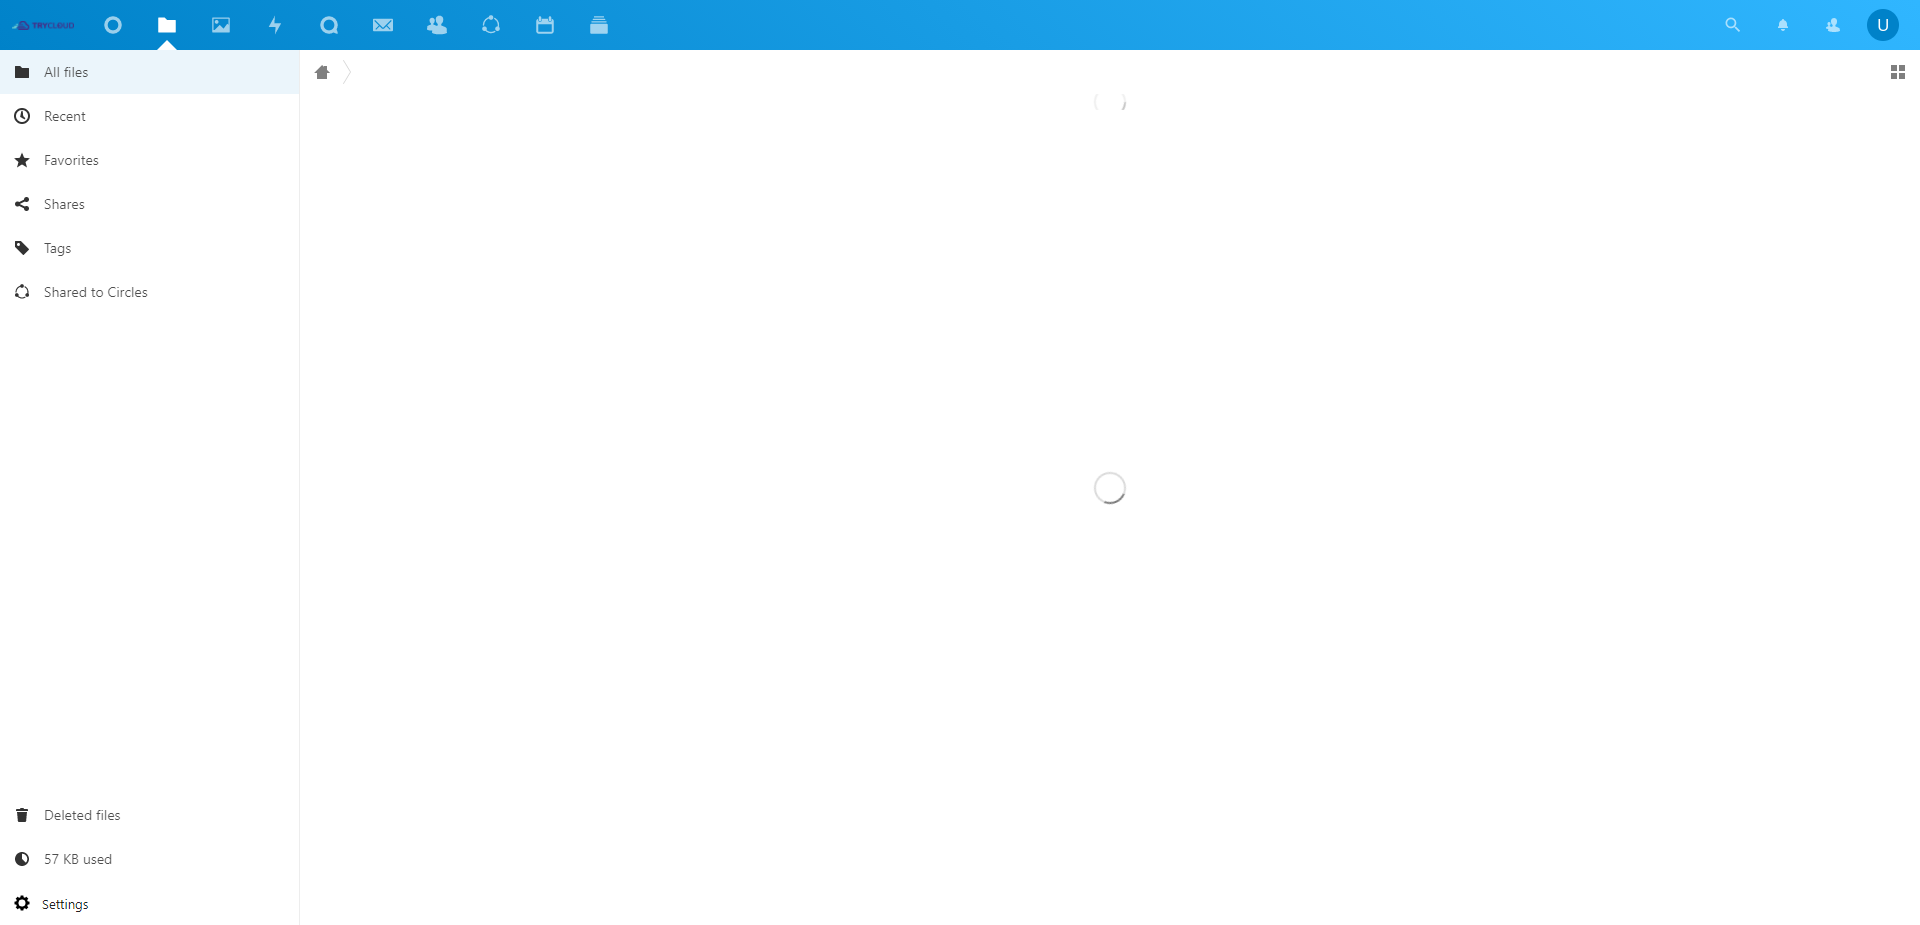 TRYCLOUD
U
All files
Recent
Favorites
Shares
Tags
Shared to Circles
Deleted files
57 KB used
Settings